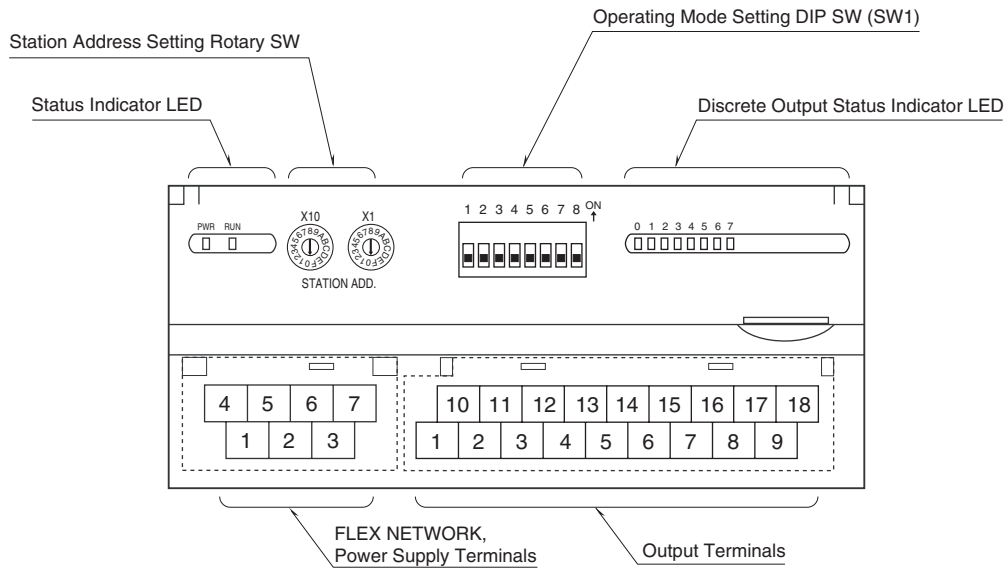 Operating Mode Setting DIP SW (SW1)
Station Address Setting Rotary SW
Status Indicator LED
Discrete Output Status Indicator LED
PWR RUN
X10 X1
0123456789ABCDEF 0123456789ABCDEF
STATION ADD.
1 2 3 4 5 6 7 8 ON
0 1 2 3 4 5 6 7
4 5 6 7
1 2 3
10 11 12 13 14 15 16 17 18
1 2 3 4 5 6 7 8 9
FLEX NETWORK,
Power Supply Terminals
Output Terminals